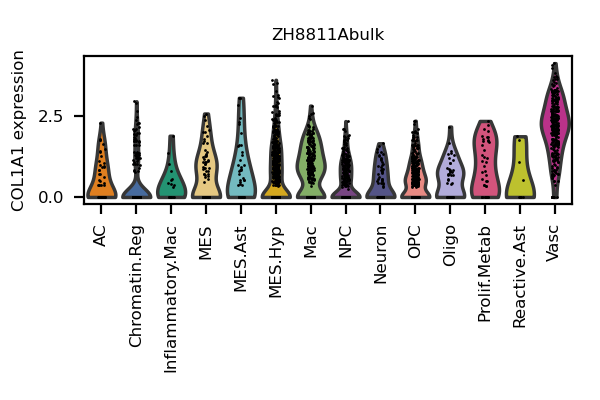 ZH8811Abulk
COL1A1 expression
2.5
0.0
AC
Chromatin.Reg
Inflammatory.Mac
MES
MES.Ast
MES.Hyp
Mac
NPC
Neuron
OPC
Oligo
Prolif.Metab
Reactive.Ast
Vasc